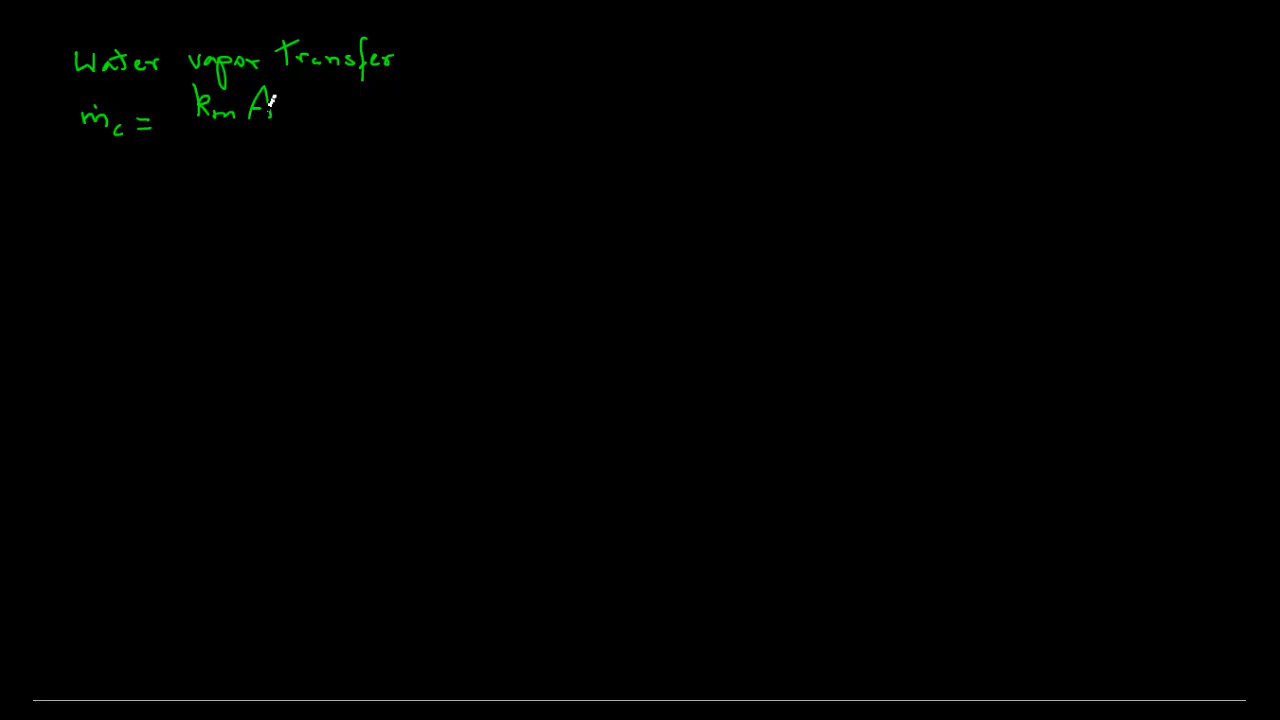 Water vapor Transfer
ṁc = km A